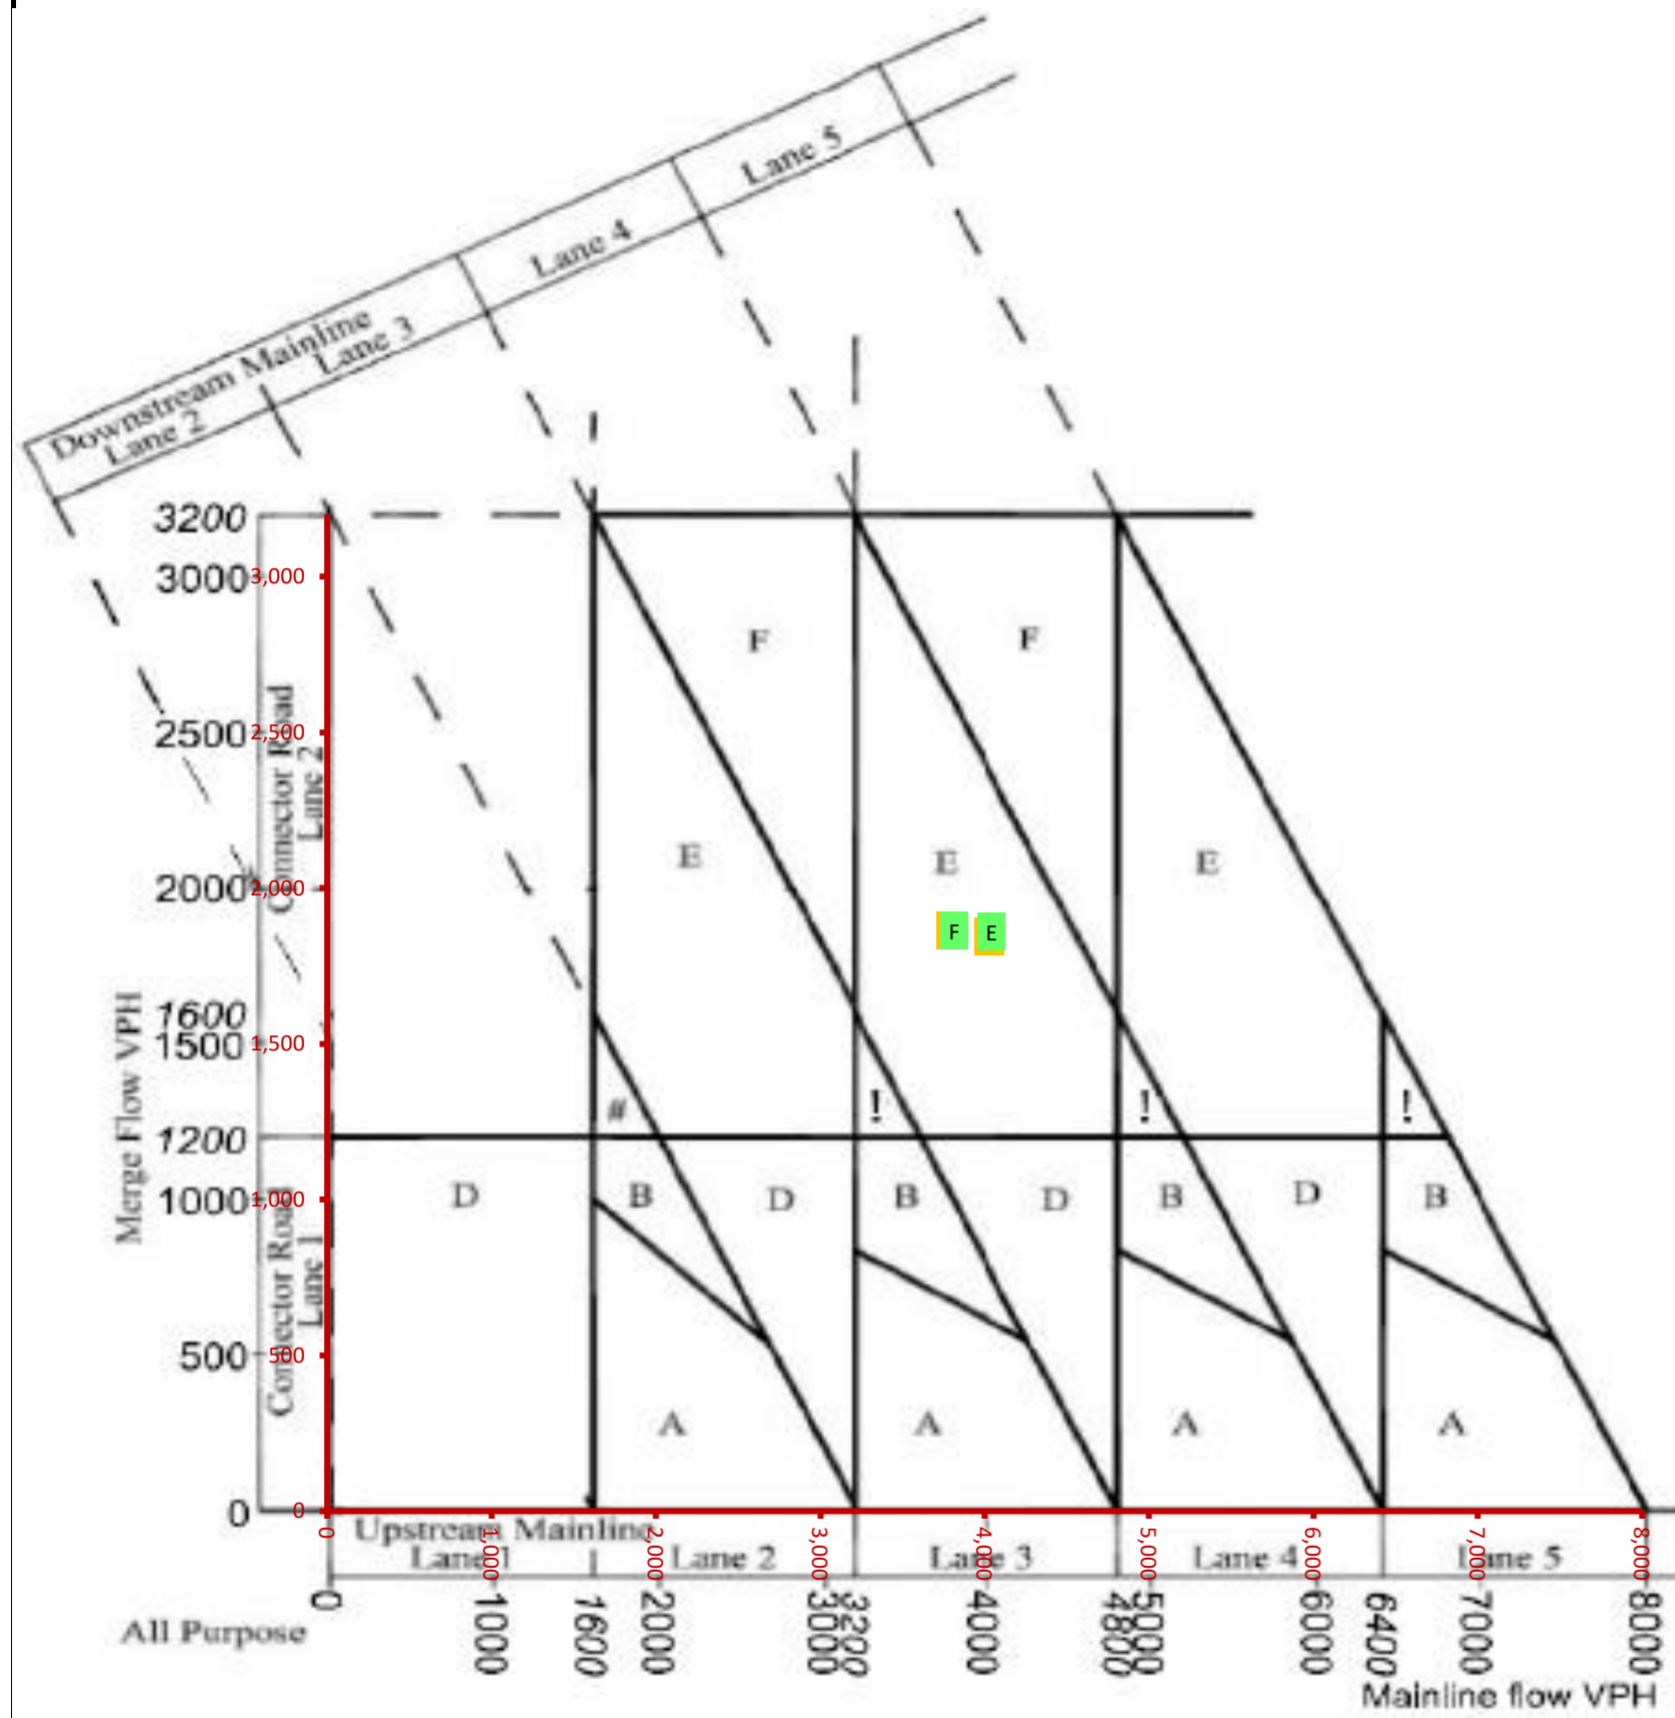 Lane 5
Lane 4
Downstream Mainline
Lane 3
Lane 2
3200
3000
3,000
F
F
2500
2,500
Connector Road
Lane 2
E
E
E
2000
2,000
F
E
1600
1500
1,500
Merge Flow VPH
#
!
!
!
1200
1000
1,000
D
B
D
B
D
B
D
B
Connector Road
Lane 1
500
500
A
A
A
A
0
0
0
1,000
2,000
3,000
4,000
5,000
6,000
7,000
8,000
Upstream Mainline
Lane 1
Lane 2
Lane 3
Lane 4
Lane 5
0
1000
1600
2000
3000
3200
4000
4800
5000
6000
6400
7000
8000
All Purpose
Mainline flow VPH